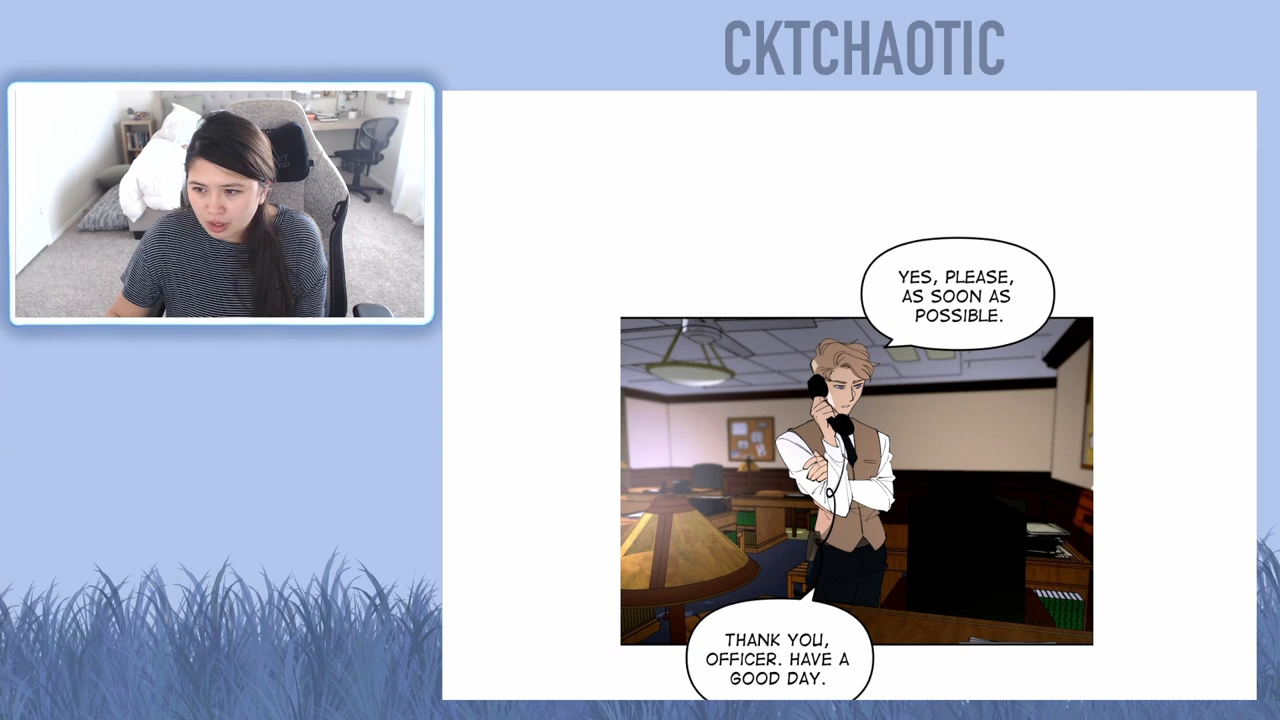 CKTCHAOTIC
YES, PLEASE,
AS SOON AS
POSSIBLE.
THANK YOU,
OFFICER. HAVE A
GOOD DAY.